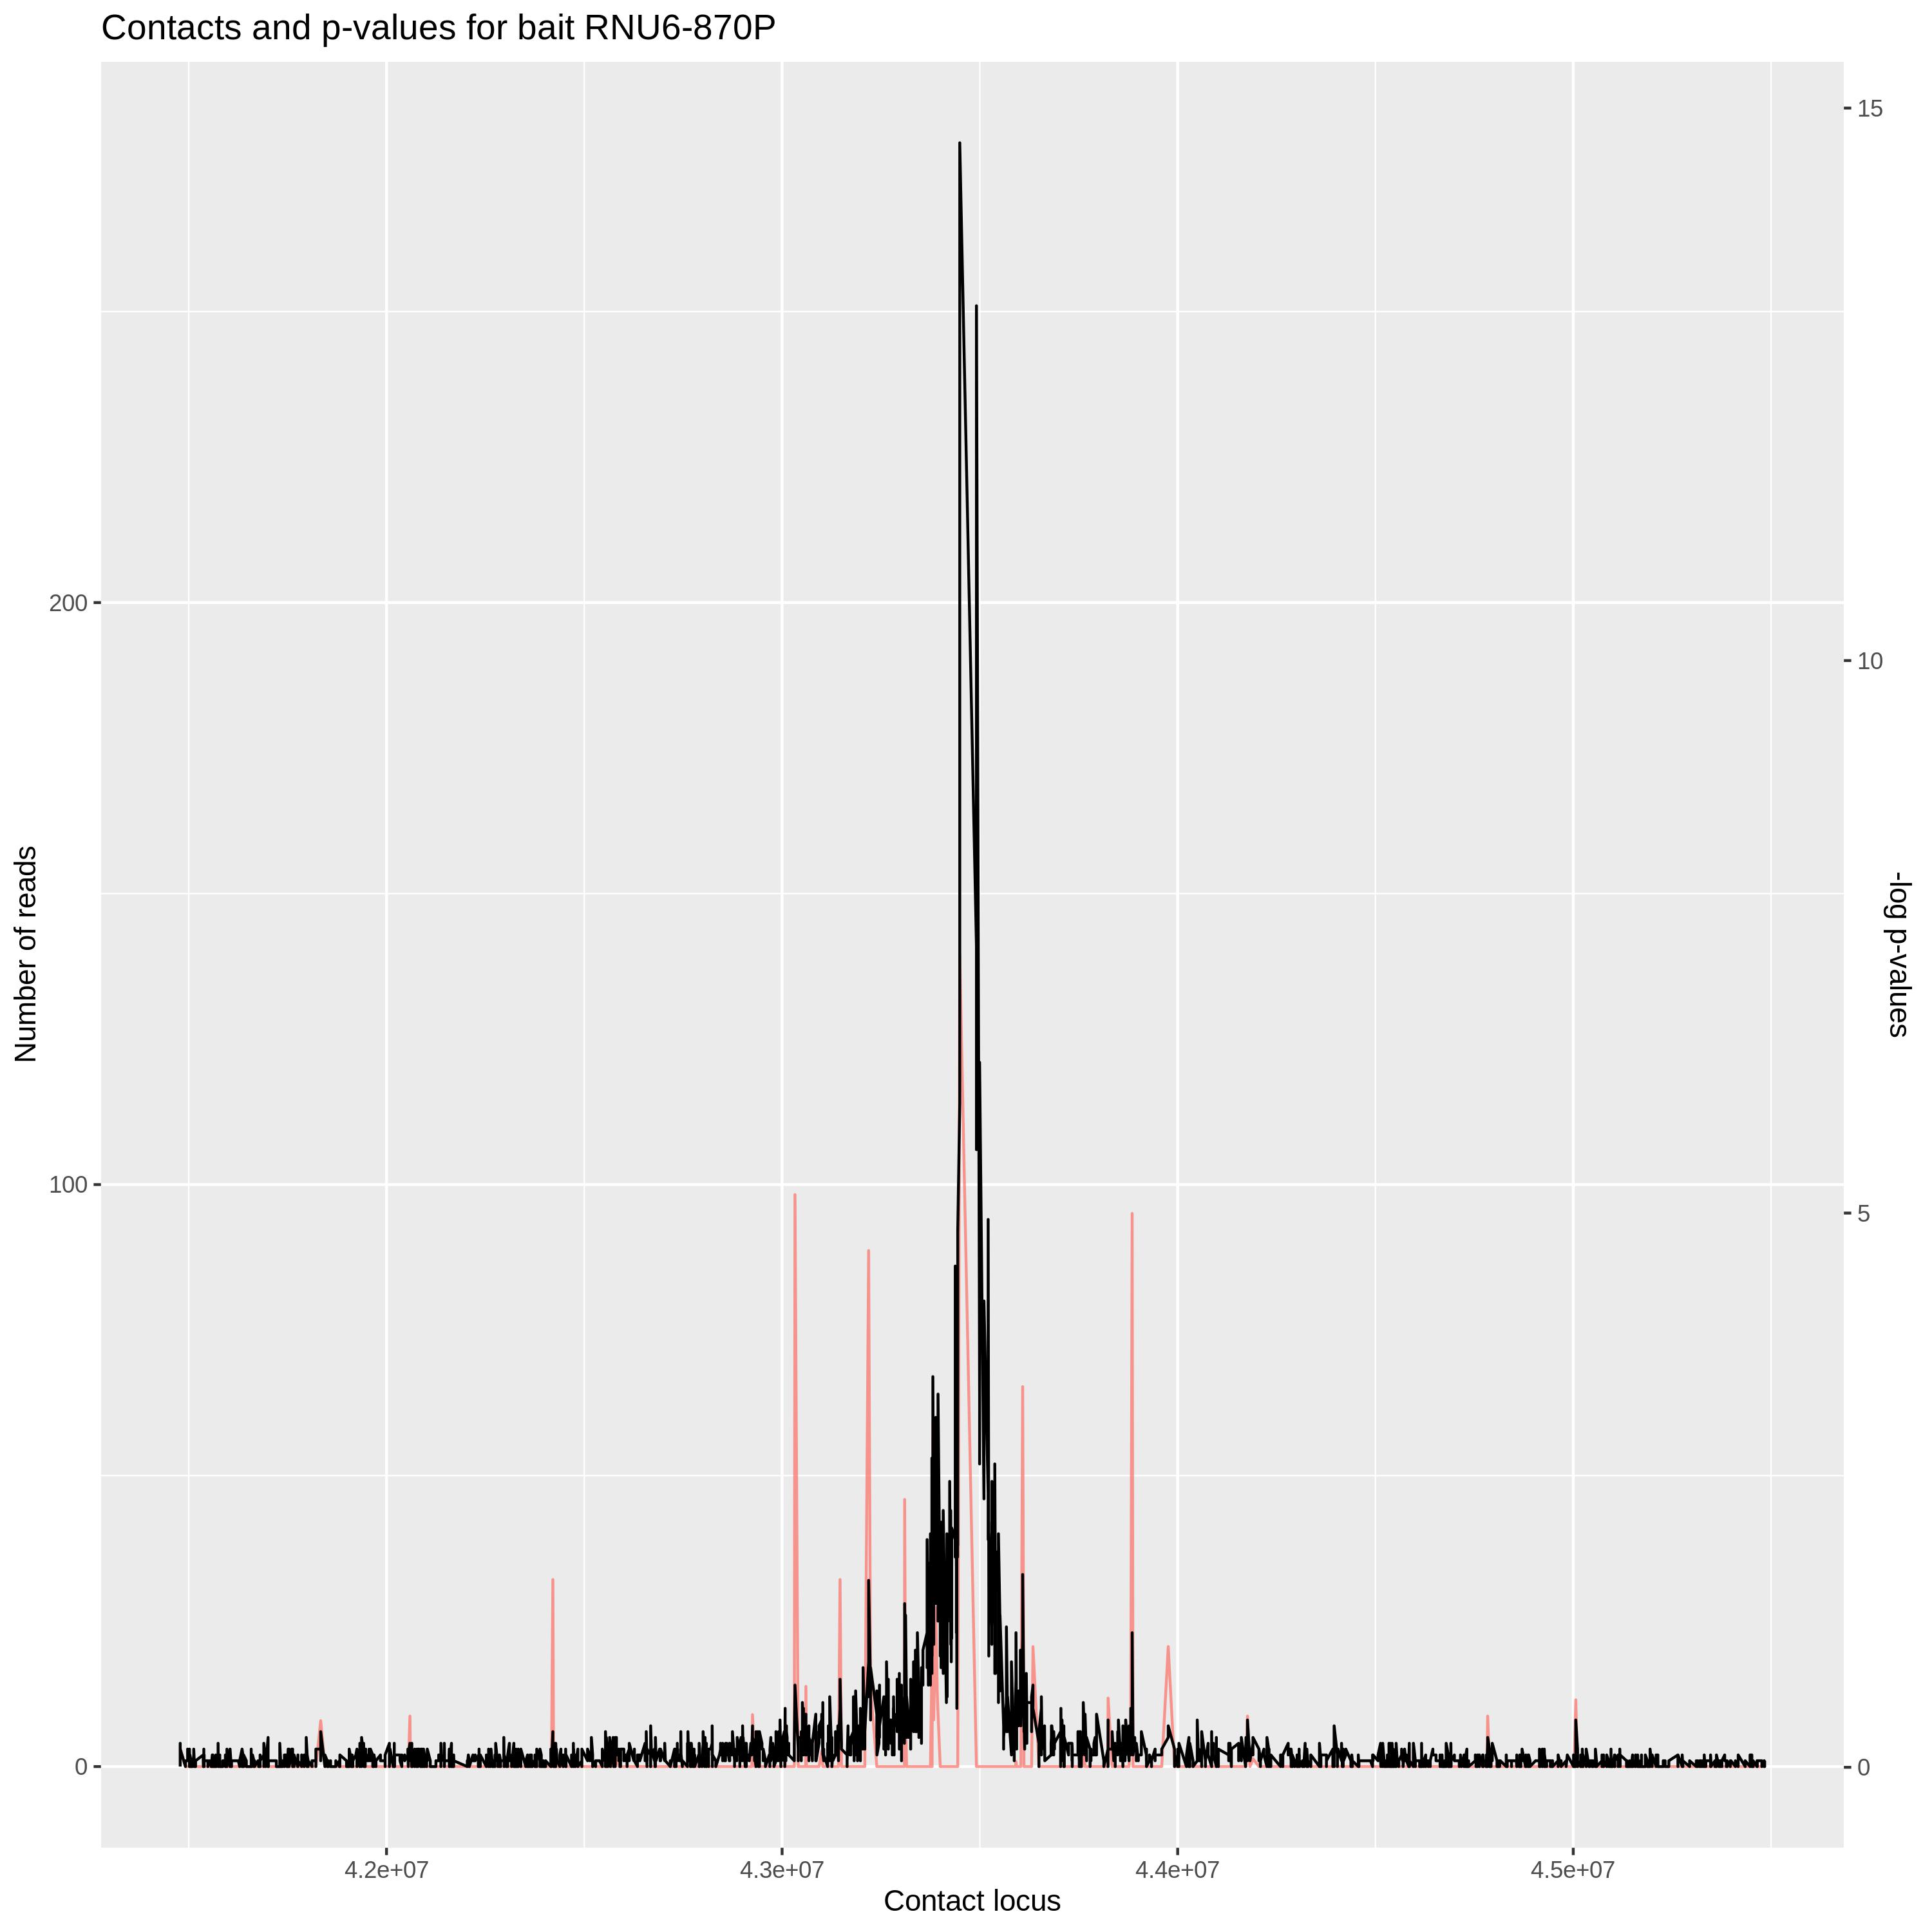 Contacts and p-values for bait RNU6-870P
15
200
10
Number of reads
-log p-values
100
5
0
0
4.2e+07
4.3e+07
4.4e+07
4.5e+07
Contact locus